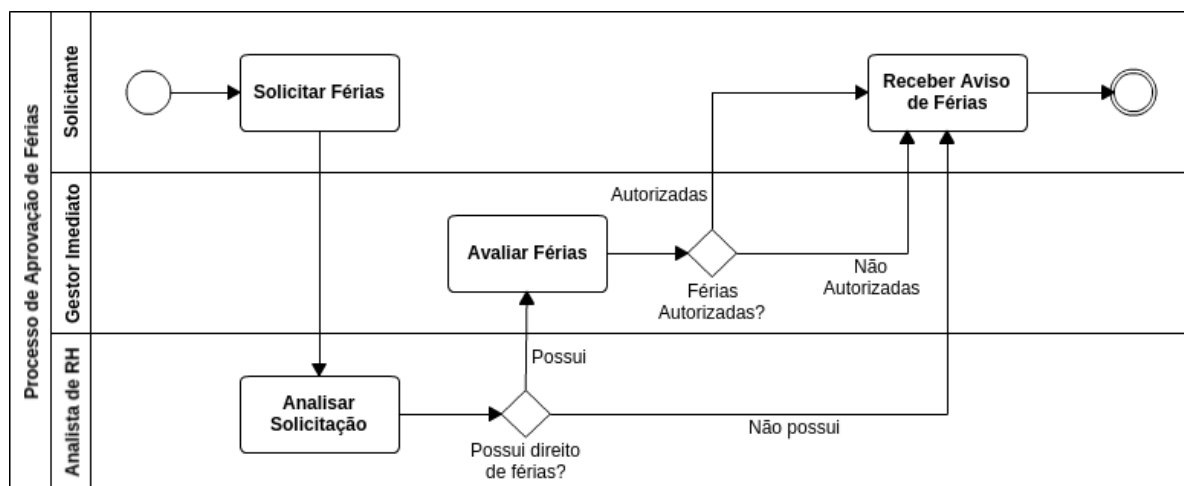 Processo de Aprovação de Férias
Solicitante
Solicitar Férias
Receber Aviso
de Férias
Gestor Imediato
Autorizadas
Avaliar Férias
Férias
Autorizadas?
Não
Autorizadas
Analista de RH
Possui
Analisar
Solicitação
Possui direito
de férias?
Não possui